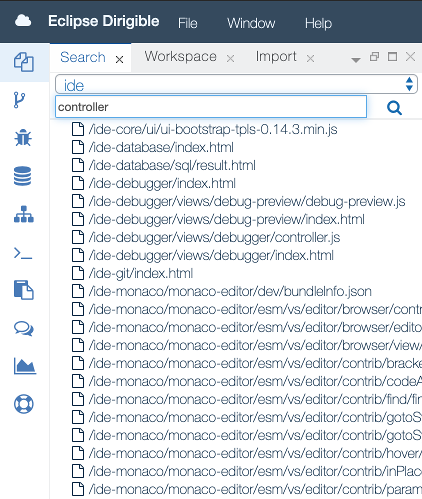 Eclipse Dirigible File Window Help
Search Workspace Import
ide
controller
/ide-core/ui/ui-bootstrap-tpls-0.14.3.min.js
/ide-database/index.html
/ide-database/sql/result.html
/ide-debugger/index.html
/ide-debugger/views/debug-preview/debug-preview.js
/ide-debugger/views/debug-preview/index.html
/ide-debugger/views/debugger/controller.js
/ide-debugger/views/debugger/index.html
/ide-git/index.html
/ide-monaco/monaco-editor/dev/bundleInfo.json
/ide-monaco/monaco-editor/esm/vs/editor/browser/contr
/ide-monaco/monaco-editor/esm/vs/editor/browser/editor
/ide-monaco/monaco-editor/esm/vs/editor/browser/view/
/ide-monaco/monaco-editor/esm/vs/editor/contrib/bracke
/ide-monaco/monaco-editor/esm/vs/editor/contrib/codeA
/ide-monaco/monaco-editor/esm/vs/editor/contrib/find/fin
/ide-monaco/monaco-editor/esm/vs/editor/contrib/gotoSy
/ide-monaco/monaco-editor/esm/vs/editor/contrib/gotoSy
/ide-monaco/monaco-editor/esm/vs/editor/contrib/hover/
/ide-monaco/monaco-editor/esm/vs/editor/contrib/inPlace
/ide-monaco/monaco-editor/esm/vs/editor/contrib/param